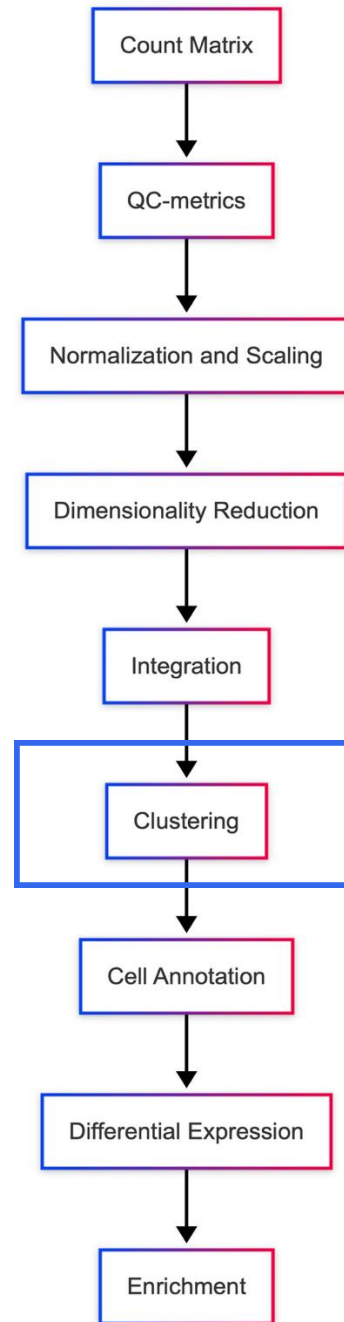 Count Matrix
QC-metrics
Normalization and Scaling
Dimensionality Reduction
Integration
Clustering
Cell Annotation
Differential Expression
Enrichment